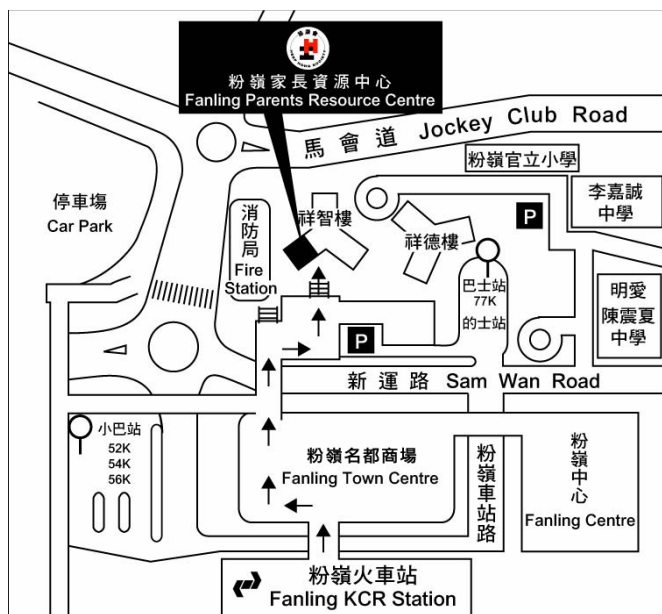 粉嶺家長資源中心
Fanling Parents Resource Centre
馬會道 Jockey Club Road
粉嶺官立小學
李嘉誠
中學
停車塲
Car Park
消防局
Fire
Station
祥智樓
祥德樓
P
巴士站
77K
的士站
明愛
陳震夏
中學
P
新運路 Sam Wan Road
小巴站
52K
54K
56K
粉嶺名都商場
Fanling Town Centre
粉嶺車站路
粉嶺中心
Fanling Centre
粉嶺火車站
Fanling KCR Station